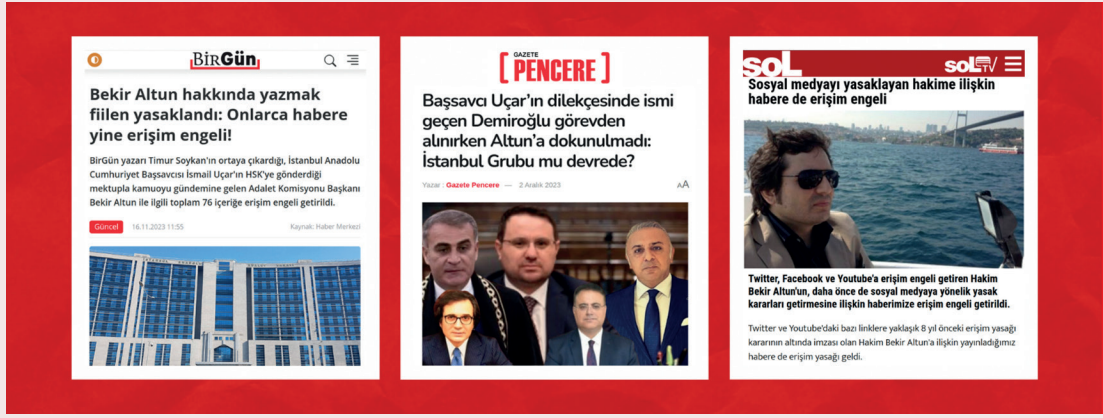 BİRGün
Bekir Altun hakkında yazmak
fiilen yasaklandı: Onlarca habere
yine erişim engeli!
BirGün yazarı Timur Soykan'ın ortaya çıkardığı, İstanbul Anadolu
Cumhuriyet Başsavcısı İsmail Uçar'ın HSK'ye gönderdiği
mektupla kamuoyu gündemine gelen Adalet Komisyonu Başkanı
Bekir Altun ile ilgili toplam 76 içeriğe erişim engeli getirildi.
Güncel 16.11.2023 11:55 Kaynak: Haber Merkezi
GAZETE
[PENCERE]
Başsavcı Uçar'ın dilekçesinde ismi
geçen Demiroğlu görevden
alınırken Altun'a dokunulmadı:
İstanbul Grubu mu devrede?
Yazar : Gazete Pencere — 2 Aralık 2023 AA
soL soL TV
Sosyal medyayı yasaklayan hakime ilişkin
habere de erişim engeli
Twitter, Facebook ve Youtube'a erişim engeli getiren Hakim
Bekir Altun'un, daha önce de sosyal medyaya yönelik yasak
kararları getirmesine ilişkin haberimize erişim engeli getirildi.
Twitter ve Youtube'daki bazı linklere yaklaşık 8 yıl önceki erişim yasağı
kararının altında imzası olan Hakim Bekir Altun'a ilişkin yayınladığımız
habere de erişim yasağı geldi.